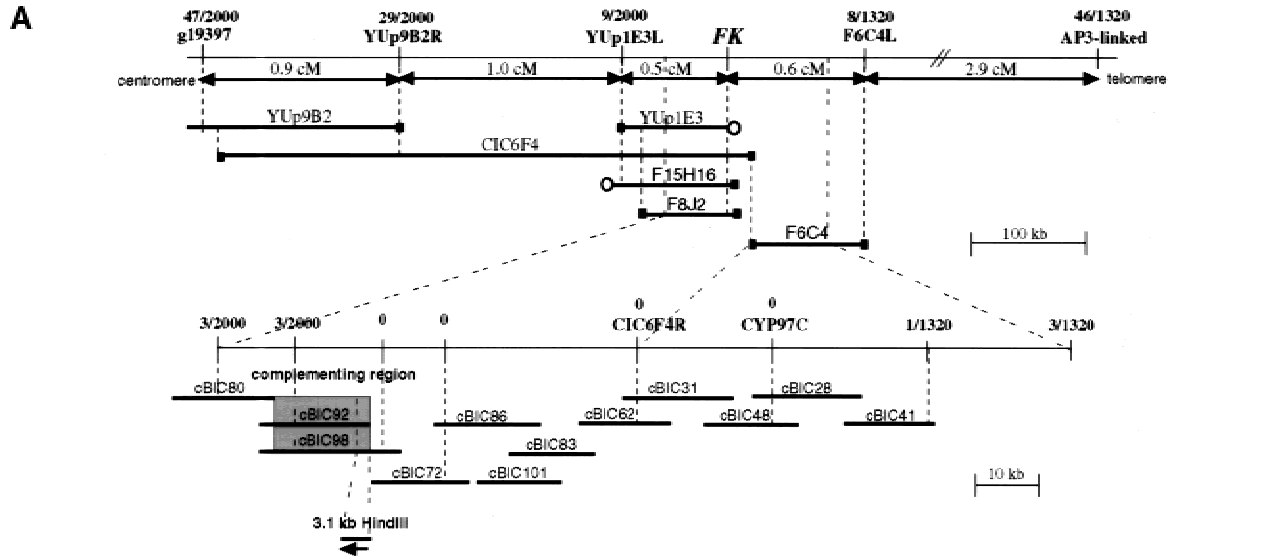 A
47/2000 29/2000 9/2000 8/1320 46/1320
g19397 YUp9B2R YUp1E3L FK F6C4L AP3-linked
centromere 0.9 cM 1.0 cM 0.5 cM 0.6 cM 2.9 cM telomere
YUp9B2 YUp1E3
CIC6F4
F15H16
F8J2
F6C4 100 kb
0 0
3/2000 3/2000 0 0 CIC6F4R CYP97C 1/1320 3/1320
complementing region
cBIC80 cBIC31 cBIC28
cBIC92 cBIC86 cBIC62 cBIC48 cBIC41
cBIC98 cBIC83
cBIC72 cBIC101 10 kb
3.1 kb HindIII